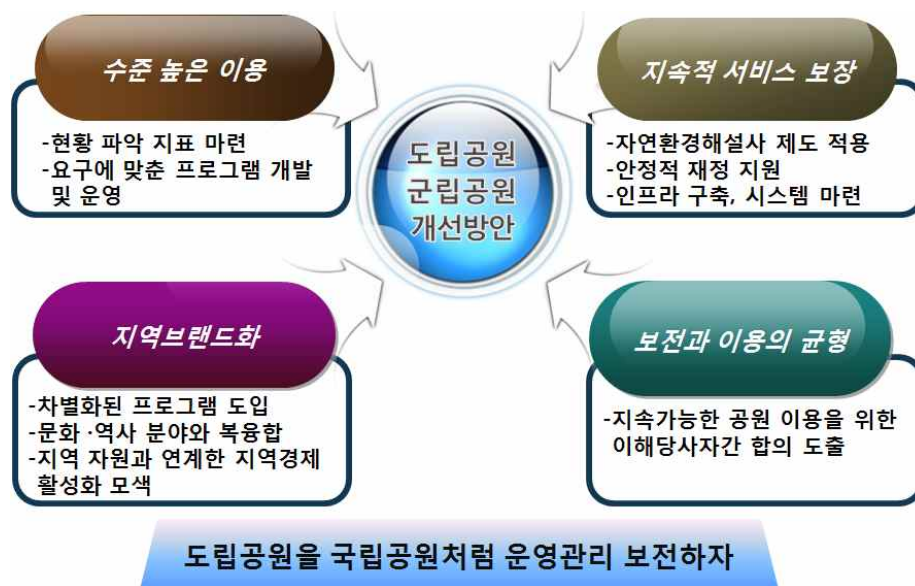 수준 높은 이용
-현황 파악 지표 마련
-요구에 맞춘 프로그램 개발
및 운영
지속적 서비스 보장
-자연환경해설사 제도 적용
-안정적 재정 지원
-인프라 구축, 시스템 마련
도립공원
군립공원
개선방안
지역브랜드화
-차별화된 프로그램 도입
-문화·역사 분야와 복융합
-지역 자원과 연계한 지역경제
활성화 모색
보전과 이용의 균형
-지속가능한 공원 이용을 위한
이해당사자간 합의 도출
도립공원을 국립공원처럼 운영관리 보전하자